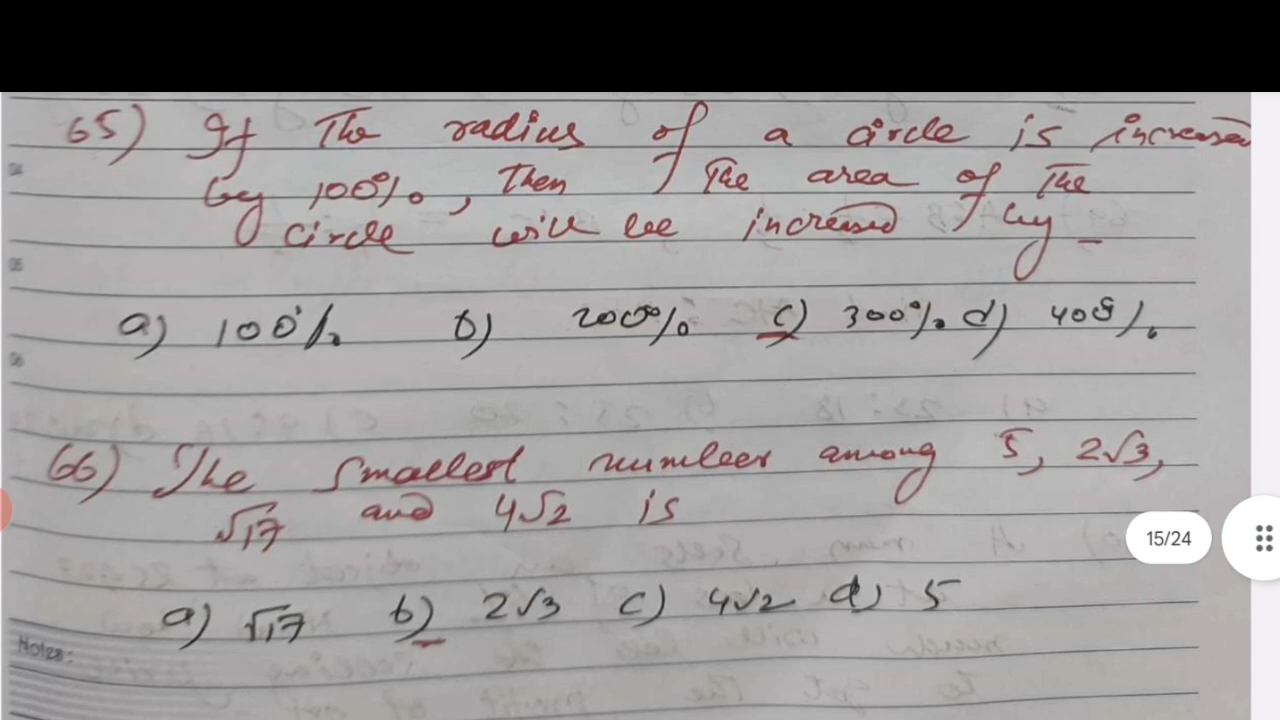 65) If The radius of a circle is increased
by 100%, Then The area of The
circle will be increased by _
a) 100% b) 200% c) 300% d) 400%.
66) The smallest number among 5, 2√3,
√17 and 4√2 is
15/24
a) √17 b) 2√3 c) 4√2 d) 5
Notes: